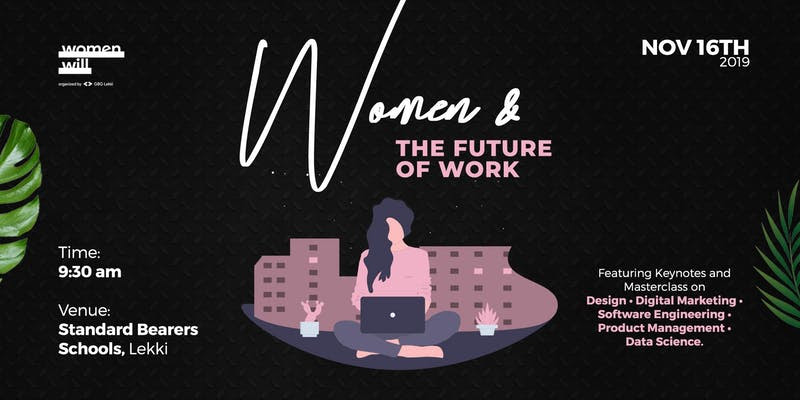 women
will
organized by GBG Lekki
NOV 16TH
2019
Women &
THE FUTURE
OF WORK
Time:
9:30 am
Venue:
Standard Bearers
Schools, Lekki
Featuring Keynotes and
Masterclass on
Design • Digital Marketing •
Software Engineering •
Product Management •
Data Science.